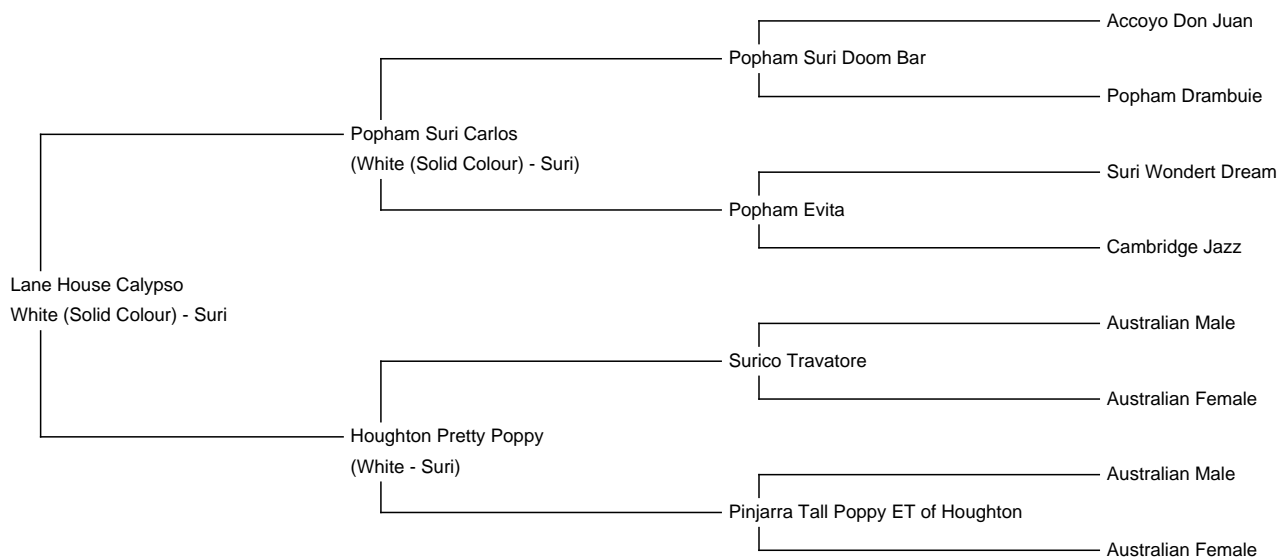 Accoyo Don Juan
Popham Suri Doom Bar
Popham Drambuie
Popham Suri Carlos
(White (Solid Colour) - Suri)
Suri Wondert Dream
Popham Evita
Cambridge Jazz
Lane House Calypso
White (Solid Colour) - Suri
Australian Male
Surico Travatore
Australian Female
Houghton Pretty Poppy
(White - Suri)
Australian Male
Pinjarra Tall Poppy ET of Houghton
Australian Female